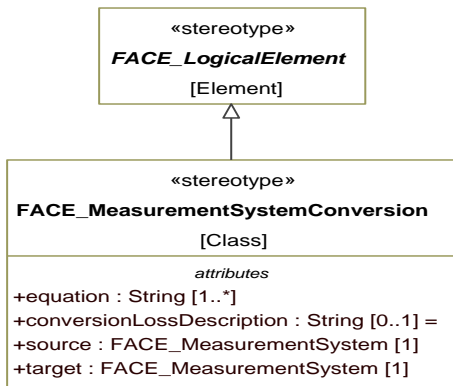 «stereotype»
FACE_LogicalElement
[Element]
«stereotype»
FACE_MeasurementSystemConversion
[Class]
attributes
+equation : String [1..*]
+conversionLossDescription : String [0..1] =
+source : FACE_MeasurementSystem [1]
+target : FACE_MeasurementSystem [1]